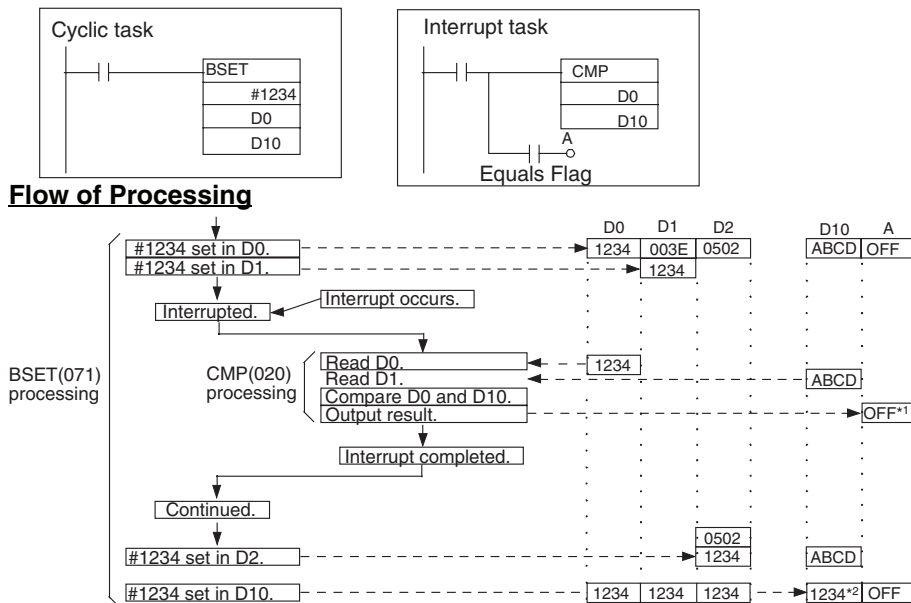 Cyclic task
BSET
#1234
D0
D10
Interrupt task
CMP
D0
D10
A
Equals Flag
Flow of Processing
D0 D1 D2 D10 A
#1234 set in D0. 1234 003E 0502 ABCD OFF
#1234 set in D1. 1234
Interrupt occurs.
Interrupted.
BSET(071)
processing
CMP(020)
processing
Read D0. 1234
Read D1. ABCD
Compare D0 and D10.
Output result. OFF*1
Interrupt completed.
Continued.
0502
#1234 set in D2. 1234 ABCD
#1234 set in D10. 1234 1234 1234 1234*2 OFF